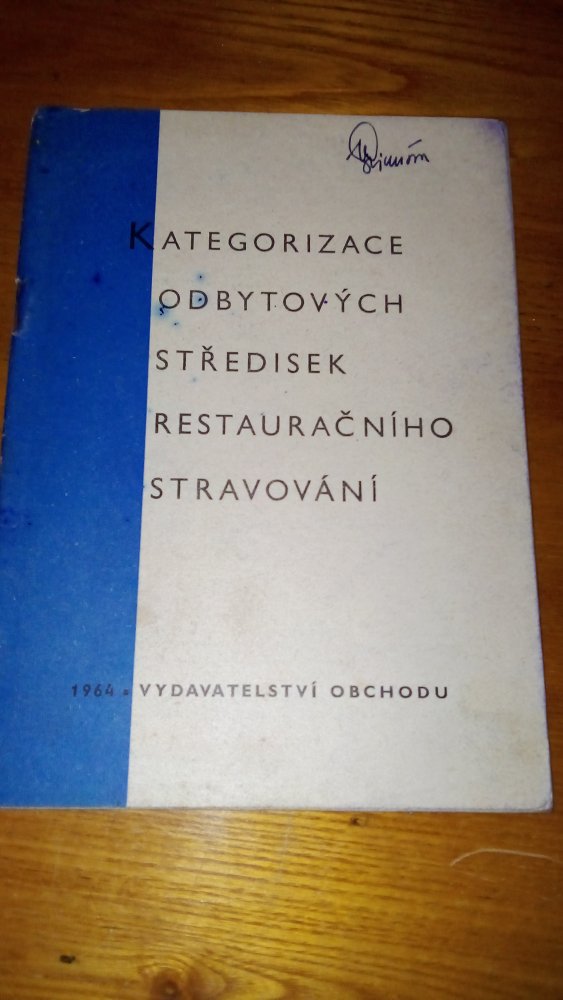 KATEGORIZACE
ODBYTOVÝCH
STŘEDISEK
RESTAURAČNÍHO
STRAVOVÁNÍ
1964 • VYDAVATELSTVÍ OBCHODU